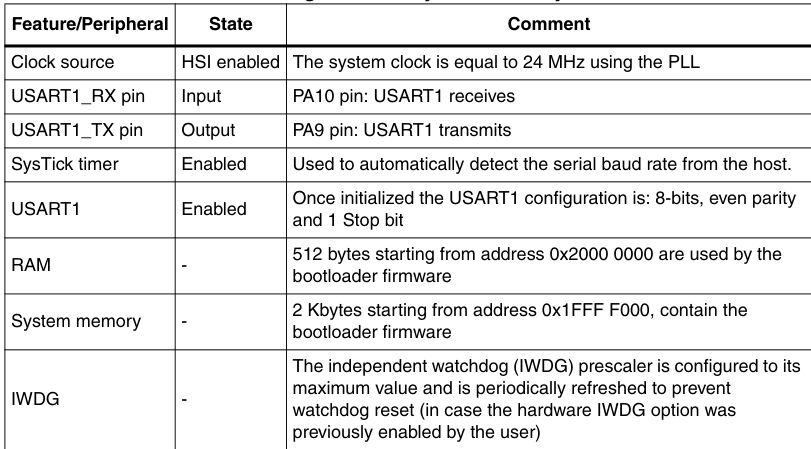 Feature/Peripheral State Comment
Clock source HSI enabled The system clock is equal to 24 MHz using the PLL
USART1_RX pin Input PA10 pin: USART1 receives
USART1_TX pin Output PA9 pin: USART1 transmits
SysTick timer Enabled Used to automatically detect the serial baud rate from the host.
USART1 Enabled Once initialized the USART1 configuration is: 8-bits, even parity
and 1 Stop bit
RAM - 512 bytes starting from address 0x2000 0000 are used by the
bootloader firmware
System memory - 2 Kbytes starting from address 0x1FFF F000, contain the
bootloader firmware
IWDG - The independent watchdog (IWDG) prescaler is configured to its
maximum value and is periodically refreshed to prevent
watchdog reset (in case the hardware IWDG option was
previously enabled by the user)